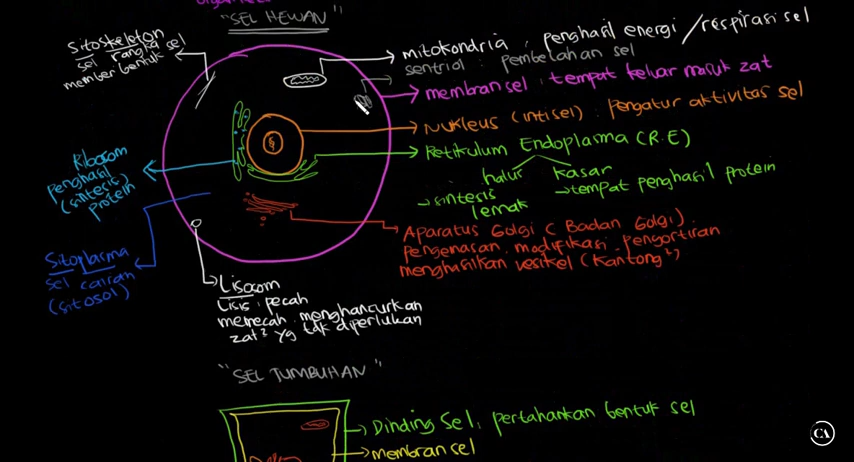 "SEL HEWAN"
Sitoskeleton
sel rangka
member bentuk sel
mitokondria : penghasil energi / respirasi sel
sentriol : pembelahan sel
membran sel : tempat keluar masuk zat
Nukleus (inti sel) : pengatur aktivitas sel
Retikulum Endoplasma (R.E)
halus kasar
→ sintesis lemak
→ tempat penghasil protein
Ribosom
penghasil
(sintesis)
protein
Aparatus Golgi (Badan Golgi)
pengemasan, modifikasi, penyortiran
menghasilkan vesikel (kantong²)
Sitoplasma
sel cairan
(sitosol)
Lisosom
Lisis : pecah
memecah, menghancurkan
zat² yg tdk diperlukan
"SEL TUMBUHAN"
Dinding Sel : pertahankan bentuk sel
membran sel
CA